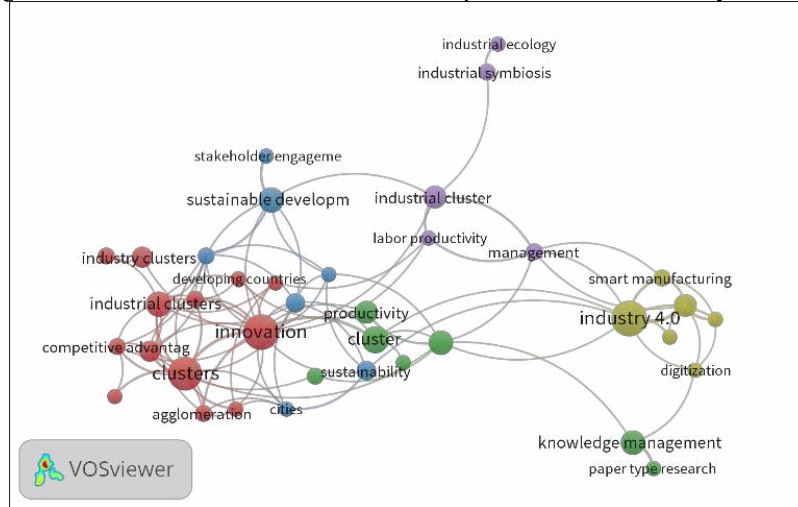 industrial ecology
industrial symbiosis
stakeholder engageme
sustainable developm
industrial cluster
labor productivity
management
industry clusters
developing countries
smart manufacturing
industrial clusters
productivity
industry 4.0
innovation
cluster
competitive advantag
clusters
sustainability
digitization
agglomeration
cities
knowledge management
paper type research
VOSviewer